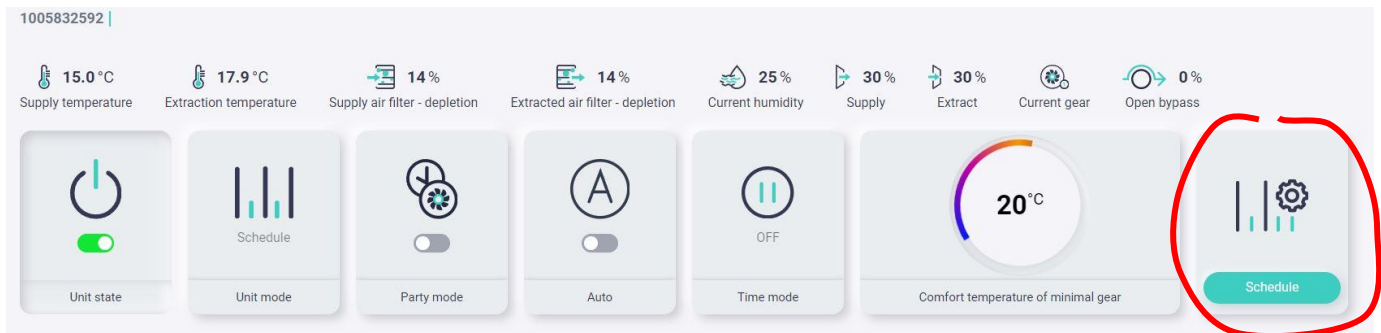 1005832592
15.0 °C
Supply temperature
17.9 °C
Extraction temperature
14 %
Supply air filter - depletion
14 %
Extracted air filter - depletion
25 %
Current humidity
30 %
Supply
30 %
Extract
Current gear
0 %
Open bypass
Unit state
Schedule
Unit mode
Party mode
A
Auto
OFF
Time mode
20°C
Comfort temperature of minimal gear
Schedule